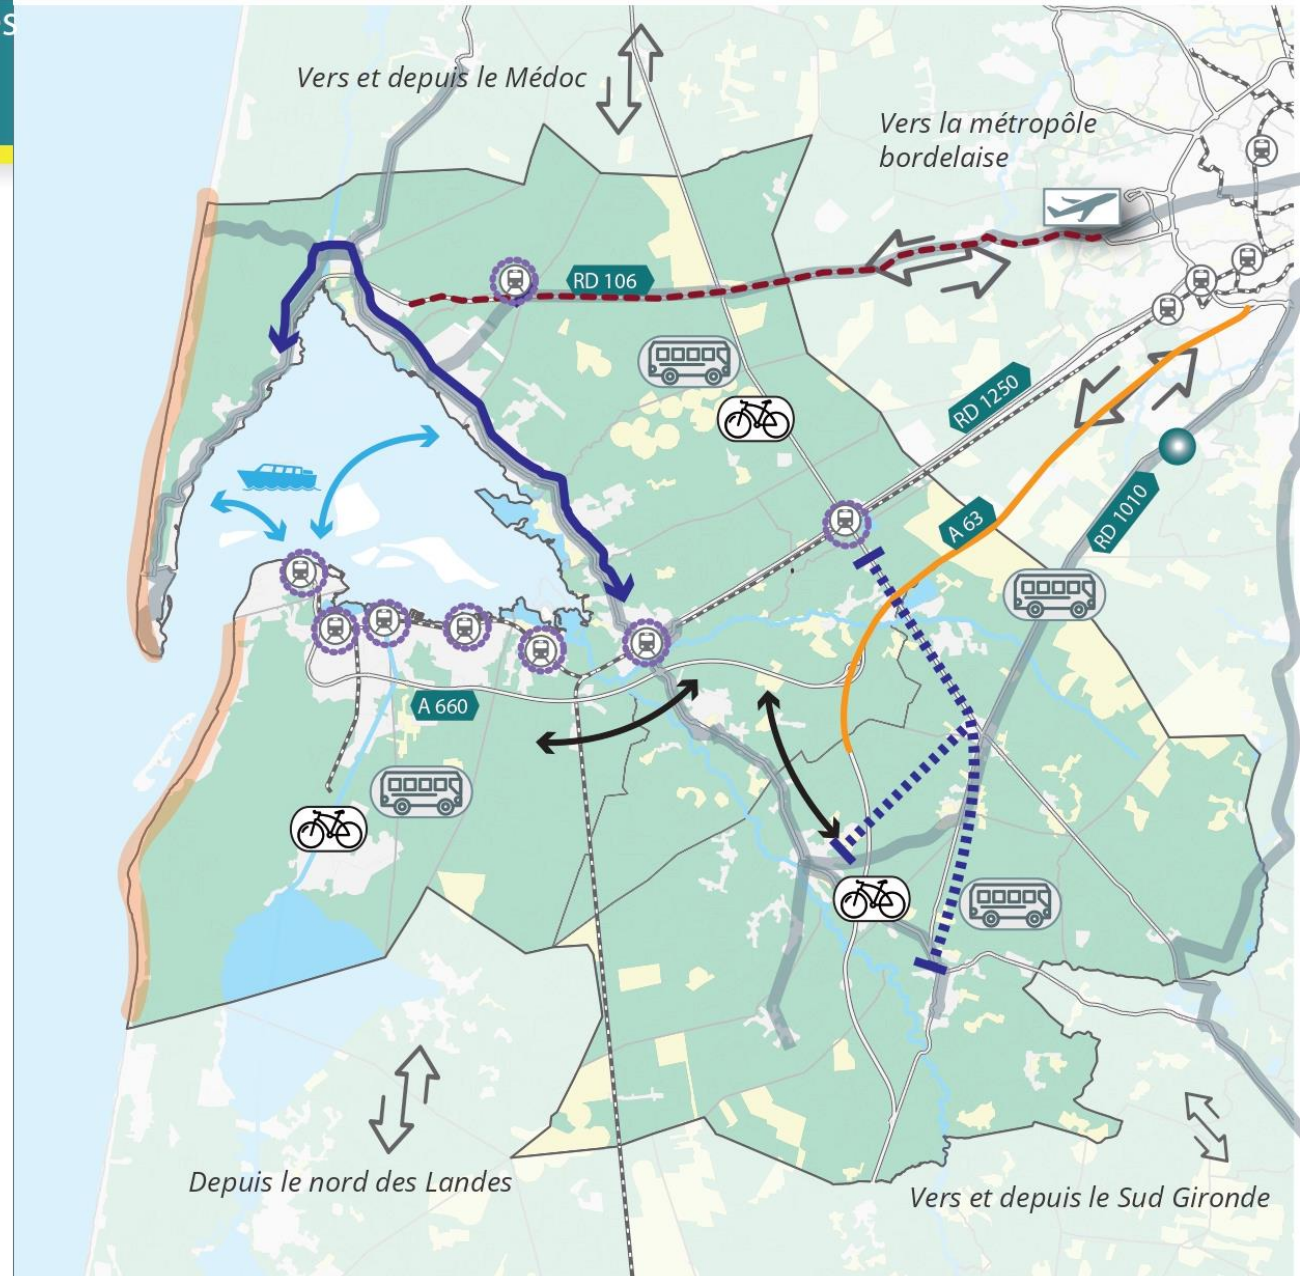 es
Vers et depuis le Médoc
Vers la métropôle
bordelaise
RD 106
RD 1250
A 63
RD 1010
A 660
Depuis le nord des Landes
Vers et depuis le Sud Gironde